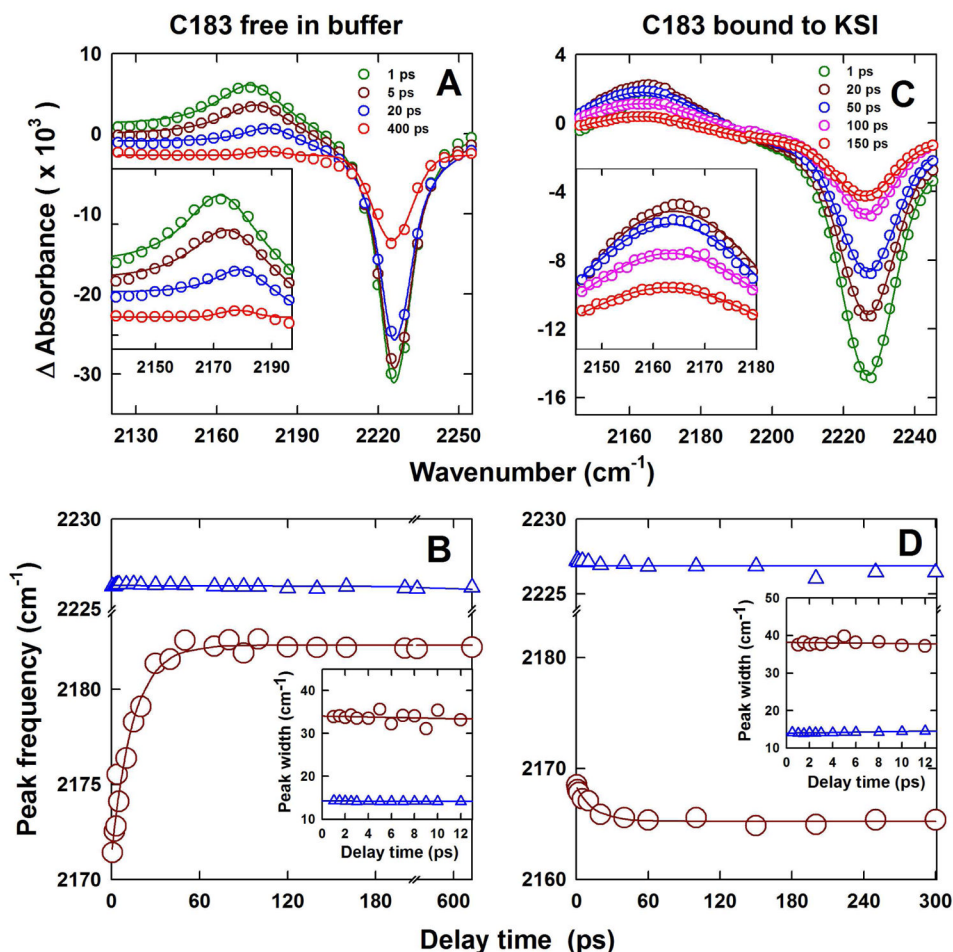 C183 free in buffer
C183 bound to KSI
A
1 ps
5 ps
20 ps
400 ps
Δ Absorbance ( x 10³)
10
0
-10
-20
-30
2150 2170 2190
2130 2160 2190 2220 2250
C
1 ps
20 ps
50 ps
100 ps
150 ps
4
0
-4
-8
-12
-16
2150 2160 2170 2180
2160 2180 2200 2220 2240
Wavenumber (cm⁻¹)
B
Peak frequency (cm⁻¹)
2230
2225
2180
2175
2170
Peak width (cm⁻¹)
40
30
20
10
0 2 4 6 8 10 12
Delay time (ps)
0 60 120 180 600
D
2230
2225
2180
2170
2160
Peak width (cm⁻¹)
50
40
30
20
10
0 2 4 6 8 10 12
Delay time (ps)
0 60 120 180 240 300
Delay time (ps)